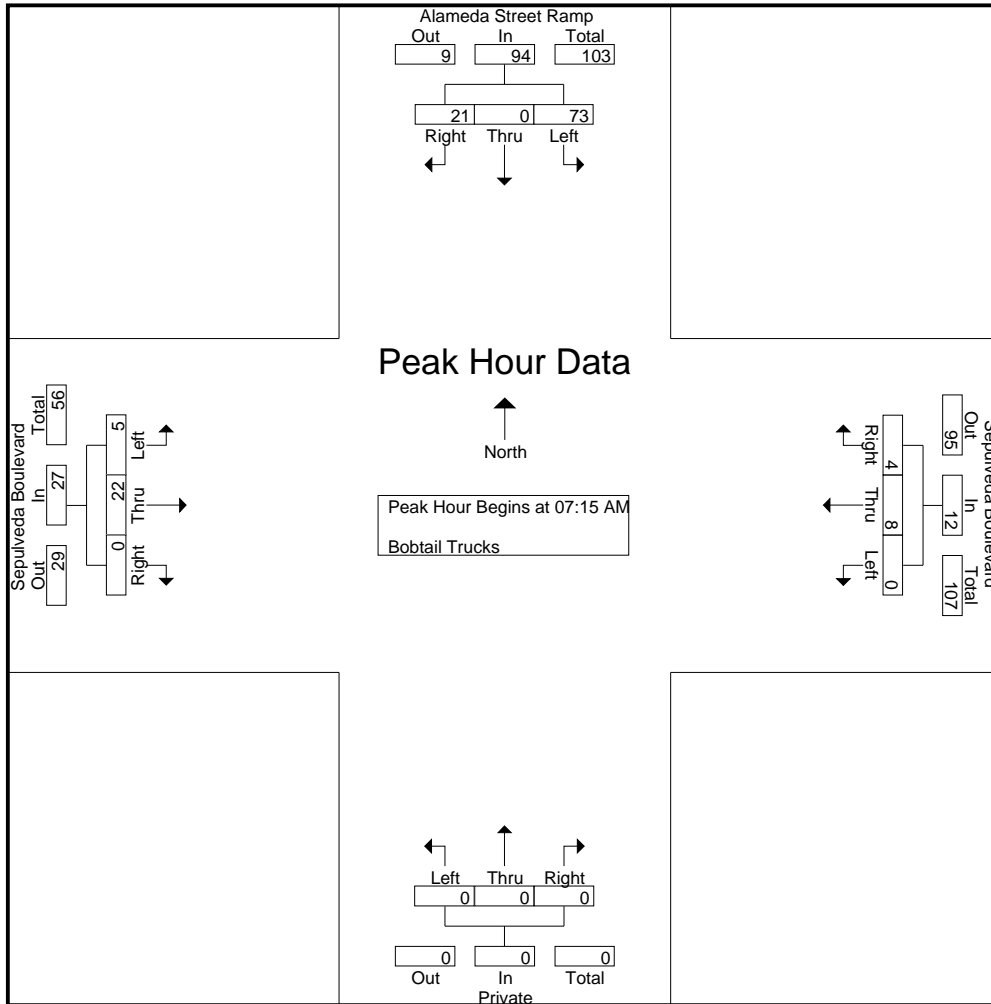 Alameda Street Ramp
Out In Total
9 94 103
21 0 73
Right Thru Left
Peak Hour Data
North
Peak Hour Begins at 07:15 AM
Bobtail Trucks
Sepulveda Boulevard
Total In Out
56 27 29
5 22 0
Left Thru Right
Sepulveda Boulevard
Out In Total
95 12 107
4 8 0
Right Thru Left
Left Thru Right
0 0 0
0 0 0
Out In Total
Private